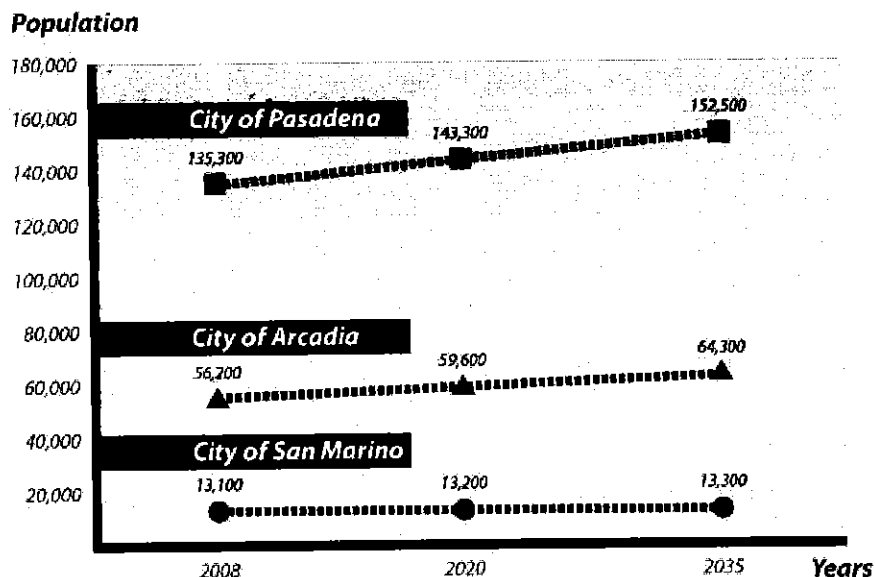 Population
180,000
160,000
City of Pasadena
152,500
143,300
135,300
140,000
120,000
100,000
80,000
City of Arcadia
64,300
59,600
56,200
60,000
40,000
City of San Marino
13,100 13,200 13,300
20,000
2008 2020 2035 Years